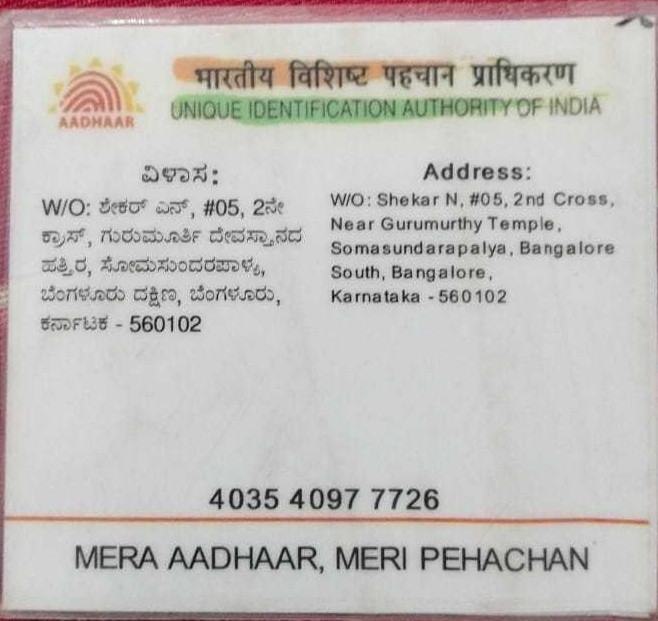 भारतीय विशिष्ट पहचान प्राधिकरण
UNIQUE IDENTIFICATION AUTHORITY OF INDIA
AADHAAR
ವಿಳಾಸ:
W/O: ಶೇಕರ್ ಎನ್, #05, 2ನೇ
ಕ್ರಾಸ್, ಗುರುಮೂರ್ತಿ ದೇವಸ್ಥಾನದ
ಹತ್ತಿರ, ಸೋಮಸುಂದರಪಾಳ್ಯ,
ಬೆಂಗಳೂರು ದಕ್ಷಿಣ, ಬೆಂಗಳೂರು,
ಕರ್ನಾಟಕ - 560102
Address:
W/O: Shekar N, #05, 2nd Cross,
Near Gurumurthy Temple,
Somasundarapalya, Bangalore
South, Bangalore,
Karnataka - 560102
4035 4097 7726
MERA AADHAAR, MERI PEHACHAN